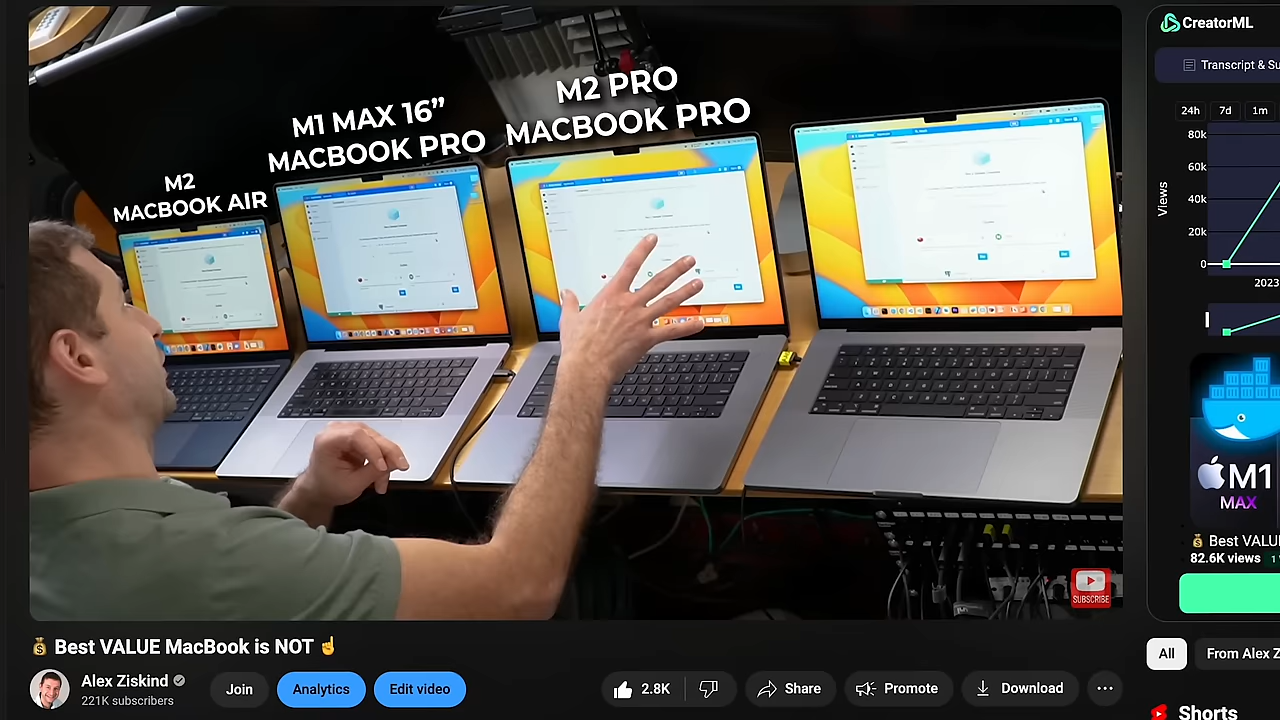 M2
MACBOOK AIR
M1 MAX 16”
MACBOOK PRO
M2 PRO
MACBOOK PRO
SUBSCRIBE
💰 Best VALUE MacBook is NOT ☝️
Alex Ziskind
221K subscribers
Join
Analytics
Edit video
2.8K
Share
Promote
Download
CreatorML
Transcript & Su
24h 7d 1m
80k
60k
40k
20k
0
Views
2023
M1
MAX
💰 Best VALUE
82.6K views
All
From Alex Z
Shorts